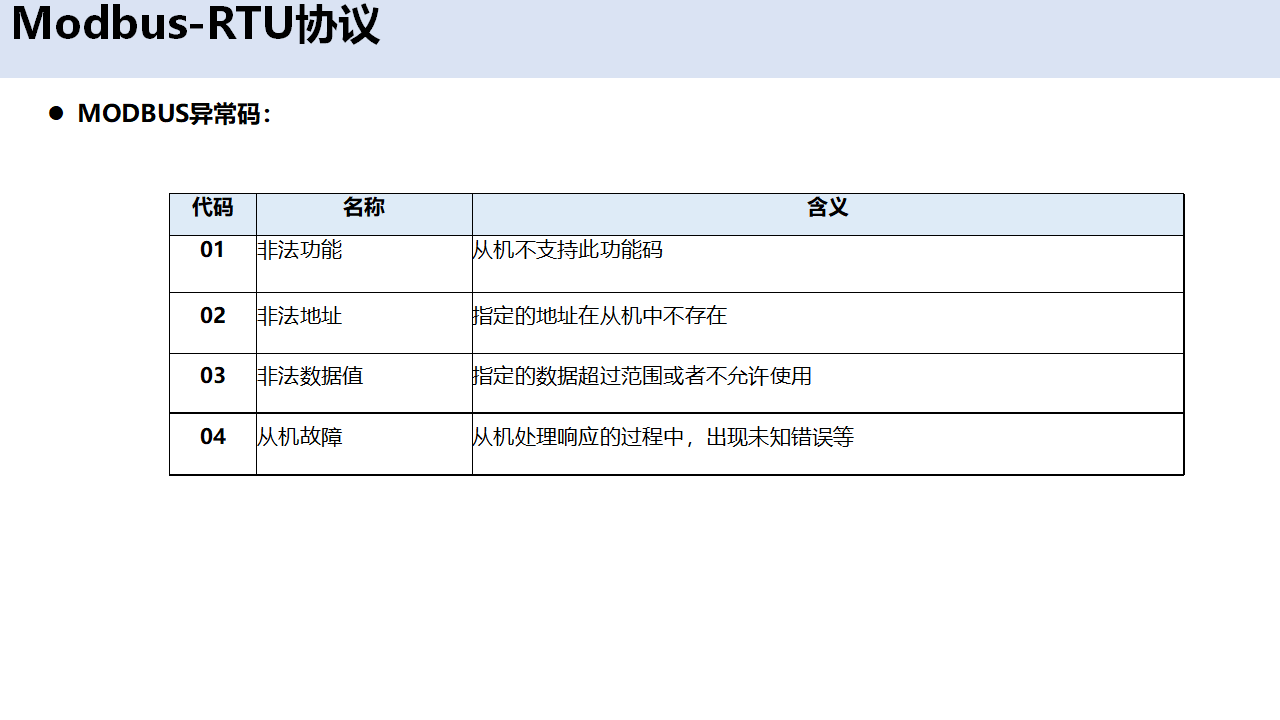 Modbus-RTU协议
● MODBUS异常码：
代码 名称 含义
01 非法功能 从机不支持此功能码
02 非法地址 指定的地址在从机中不存在
03 非法数据值 指定的数据超过范围或者不允许使用
04 从机故障 从机处理响应的过程中，出现未知错误等